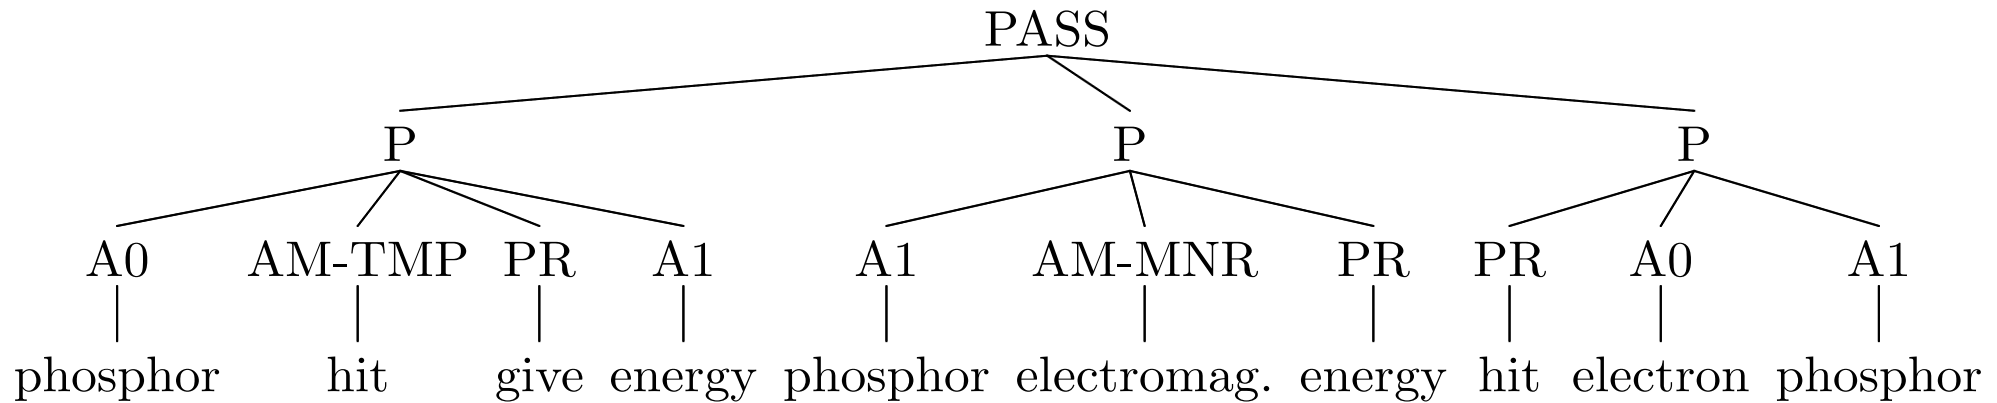 PASS
P P P
A0 AM-TMP PR A1 A1 AM-MNR PR PR A0 A1
phosphor hit give energy phosphor electromag. energy hit electron phosphor